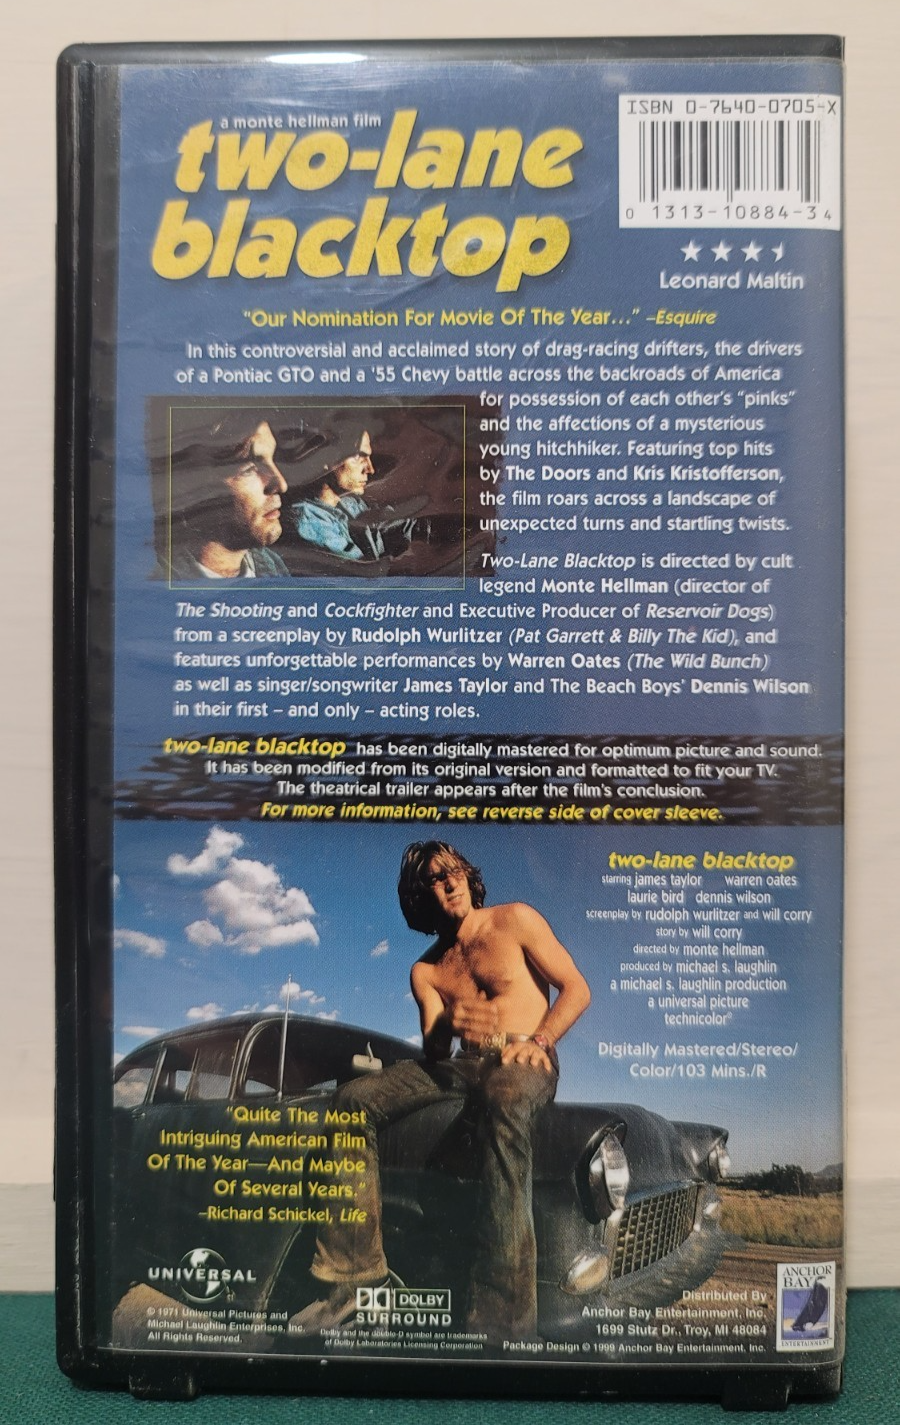 a monte hellman film
two-lane
blacktop
ISBN 0-7640-0705-X
0 1313-10884-3 4
Leonard Maltin
"Our Nomination For Movie Of The Year..." –Esquire
In this controversial and acclaimed story of drag-racing drifters, the drivers
of a Pontiac GTO and a '55 Chevy battle across the backroads of America
for possession of each other's "pinks"
and the affections of a mysterious
young hitchhiker. Featuring top hits
by The Doors and Kris Kristofferson,
the film roars across a landscape of
unexpected turns and startling twists.
Two-Lane Blacktop is directed by cult
legend Monte Hellman (director of
The Shooting and Cockfighter and Executive Producer of Reservoir Dogs)
from a screenplay by Rudolph Wurlitzer (Pat Garrett & Billy The Kid), and
features unforgettable performances by Warren Oates (The Wild Bunch)
as well as singer/songwriter James Taylor and The Beach Boys' Dennis Wilson
in their first – and only – acting roles.
two-lane blacktop has been digitally mastered for optimum picture and sound.
It has been modified from its original version and formatted to fit your TV.
The theatrical trailer appears after the film's conclusion.
For more information, see reverse side of cover sleeve.
two-lane blacktop
starring james taylor warren oates
laurie bird dennis wilson
screenplay by rudolph wurlitzer and will corry
story by will corry
directed by monte hellman
produced by michael s. laughlin
a michael s. laughlin production
a universal picture
technicolor®
Digitally Mastered/Stereo/
Color/103 Mins./R
"Quite The Most
Intriguing American Film
Of The Year—And Maybe
Of Several Years."
–Richard Schickel, Life
UNIVERSAL
© 1971 Universal Pictures and
Michael Laughlin Enterprises, Inc.
All Rights Reserved.
DOLBY
SURROUND
Dolby and the double-D symbol are trademarks
of Dolby Laboratories Licensing Corporation
Distributed By
Anchor Bay Entertainment, Inc.
1699 Stutz Dr., Troy, MI 48084
Package Design © 1999 Anchor Bay Entertainment, Inc.
ANCHOR
BAY
ENTERTAINMENT